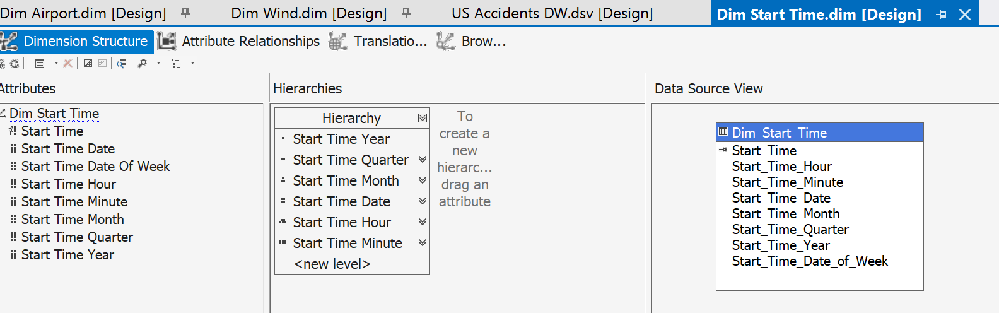 Dim Airport.dim [Design]
Dim Wind.dim [Design]
US Accidents DW.dsv [Design]
Dim Start Time.dim [Design]
Dimension Structure
Attribute Relationships
Translatio...
Brow...
Attributes
Dim Start Time
Start Time
Start Time Date
Start Time Date Of Week
Start Time Hour
Start Time Minute
Start Time Month
Start Time Quarter
Start Time Year
Hierarchies
Hierarchy
Start Time Year
Start Time Quarter
Start Time Month
Start Time Date
Start Time Hour
Start Time Minute
<new level>
To
create a
new
hierarc...
drag an
attribute
Data Source View
Dim_Start_Time
Start_Time
Start_Time_Hour
Start_Time_Minute
Start_Time_Date
Start_Time_Month
Start_Time_Quarter
Start_Time_Year
Start_Time_Date_of_Week